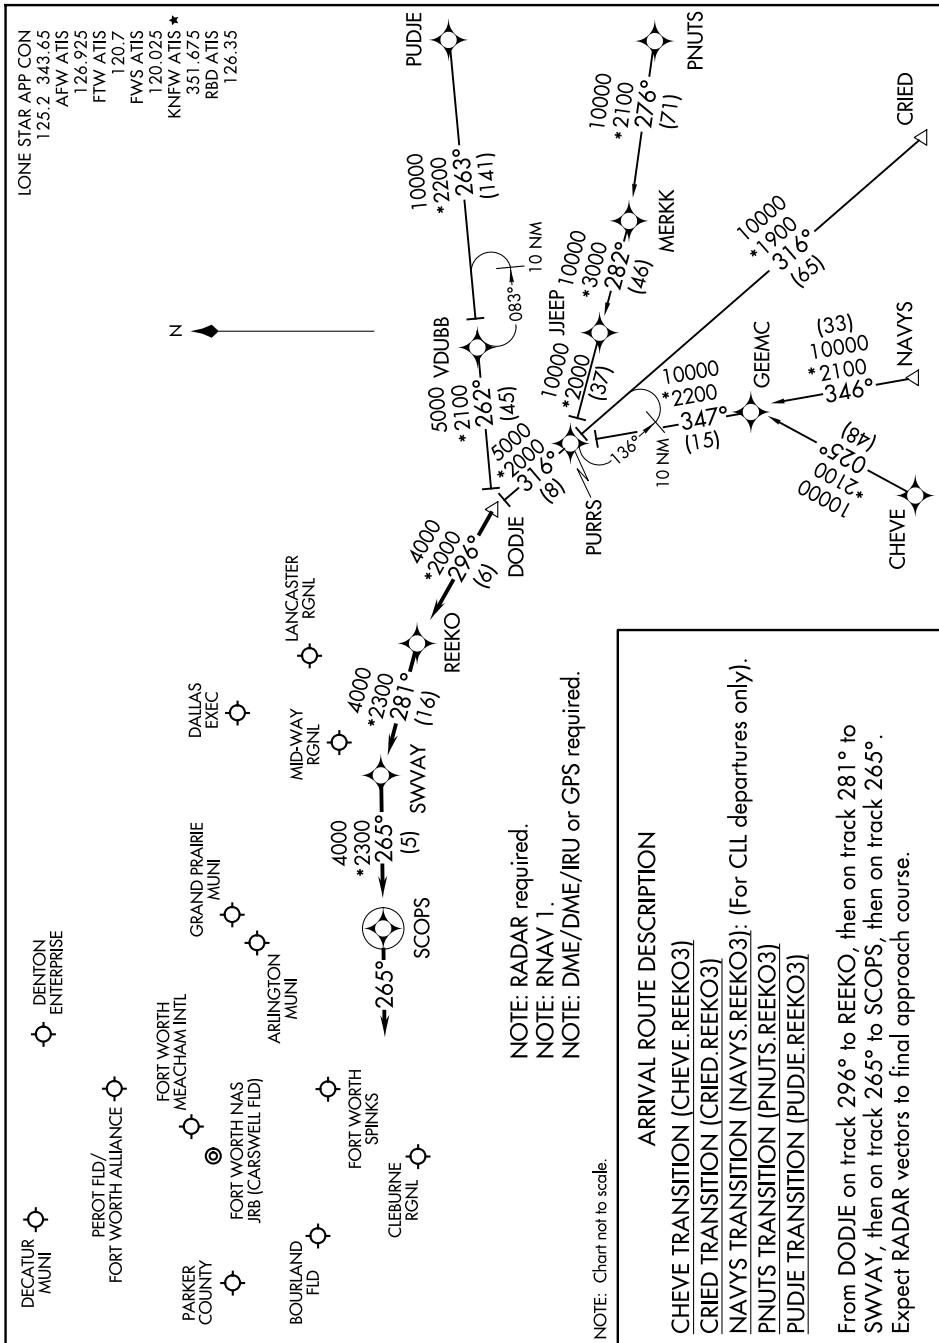 LONE STAR APP CON
125.2 343.65
AFW ATIS
126.925
FTW ATIS
120.7
FWS ATIS
120.025
KNFW ATIS ★
351.675
RBD ATIS
126.35
N
DECATUR
MUNI
DENTON
ENTERPRISE
PEROT FLD/
FORT WORTH ALLIANCE
FORT WORTH
MEACHAM INTL
FORT WORTH NAS
JRB (CARSWELL FLD)
PARKER
COUNTY
GRAND PRAIRIE
MUNI
ARLINGTON
MUNI
DALLAS
EXEC
LANCASTER
RGNL
MID-WAY
RGNL
BOURLAND
FLD
FORT WORTH
SPINKS
CLEBURNE
RGNL
265°
SCOPS
4000
*2300
265°
(5)
SWVAY
4000
*2300
281°
(16)
REEKO
4000
*2000
296°
(6)
DODJE
5000
*2100
262°
(45)
VDUBB
083°
10 NM
10000
*2200
263°
(141)
PUDJE
5000
*2000
316°
(8)
PURRS
10000
*2000
(37)
JJEEP
10000
*3000
282°
(46)
MERKK
10000
*2100
276°
(71)
PNUTS
136°
10 NM
10000
*1900
316°
(65)
CRIED
10000
*2200
347°
(15)
GEEMC
(33)
10000
*2100
346°
NAVYS
10000
*2100
025°
(48)
CHEVE
NOTE: RADAR required.
NOTE: RNAV 1.
NOTE: DME/DME/IRU or GPS required.
NOTE: Chart not to scale.
ARRIVAL ROUTE DESCRIPTION
CHEVE TRANSITION (CHEVE.REEKO3)
CRIED TRANSITION (CRIED.REEKO3)
NAVYS TRANSITION (NAVYS.REEKO3): (For CLL departures only).
PNUTS TRANSITION (PNUTS.REEKO3)
PUDJE TRANSITION (PUDJE.REEKO3)
From DODJE on track 296° to REEKO, then on track 281° to
SWVAY, then on track 265° to SCOPS, then on track 265°.
Expect RADAR vectors to final approach course.